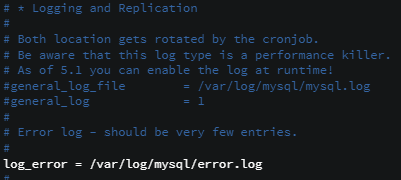 # * Logging and Replication
#
# Both location gets rotated by the cronjob.
# Be aware that this log type is a performance killer.
# As of 5.1 you can enable the log at runtime!
#general_log_file = /var/log/mysql/mysql.log
#general_log = 1
#
# Error log - should be very few entries.
#
log_error = /var/log/mysql/error.log
#